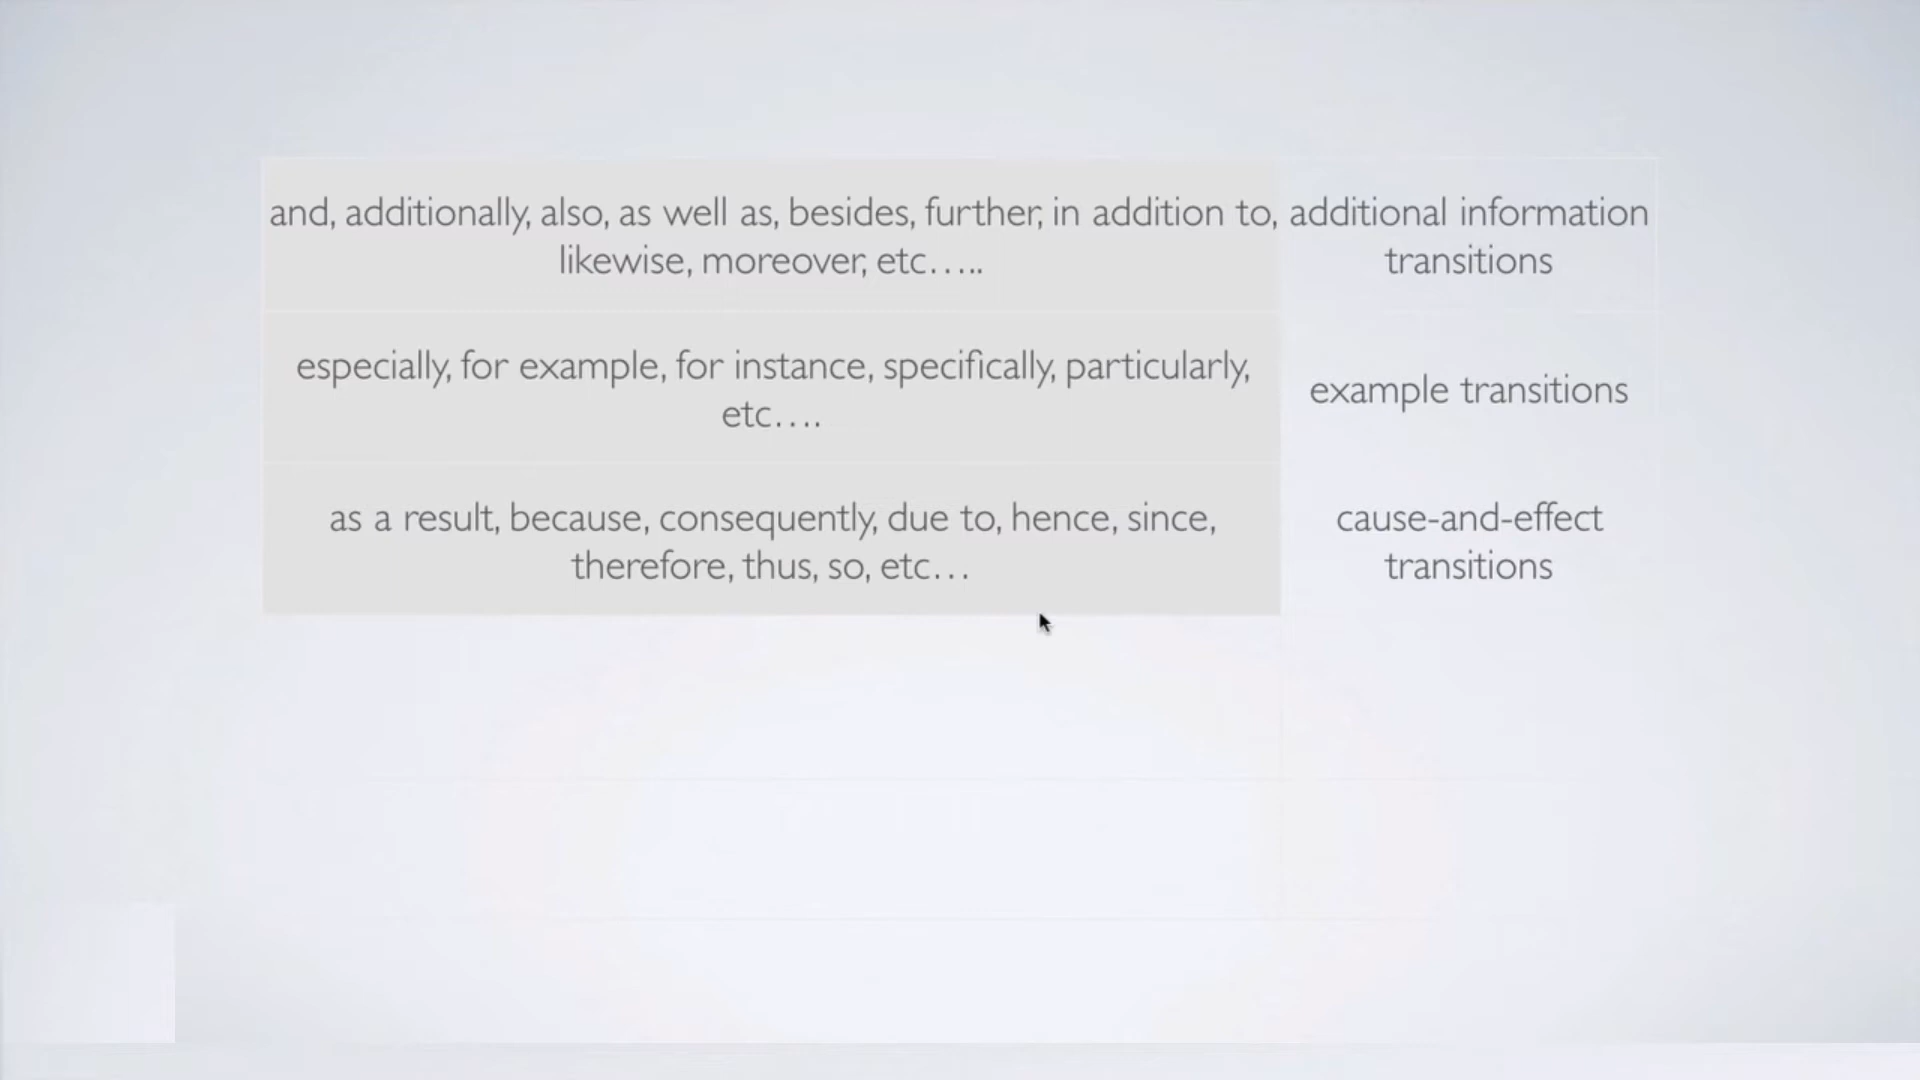 and, additionally, also, as well as, besides, further, in addition to,
likewise, moreover, etc…..
additional information
transitions
especially, for example, for instance, specifically, particularly,
etc….
example transitions
as a result, because, consequently, due to, hence, since,
therefore, thus, so, etc…
cause-and-effect
transitions